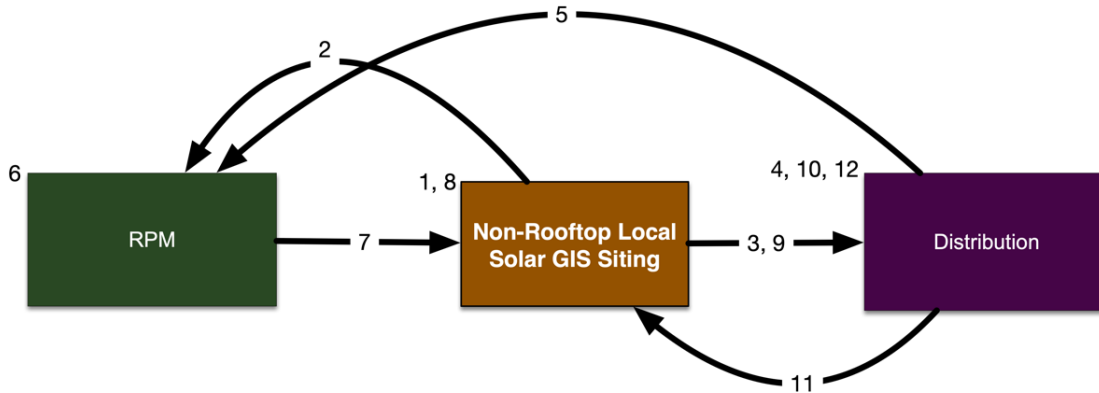 5
2
6
1, 8
4, 10, 12
RPM
7
Non-Rooftop Local
Solar GIS Siting
3, 9
Distribution
11